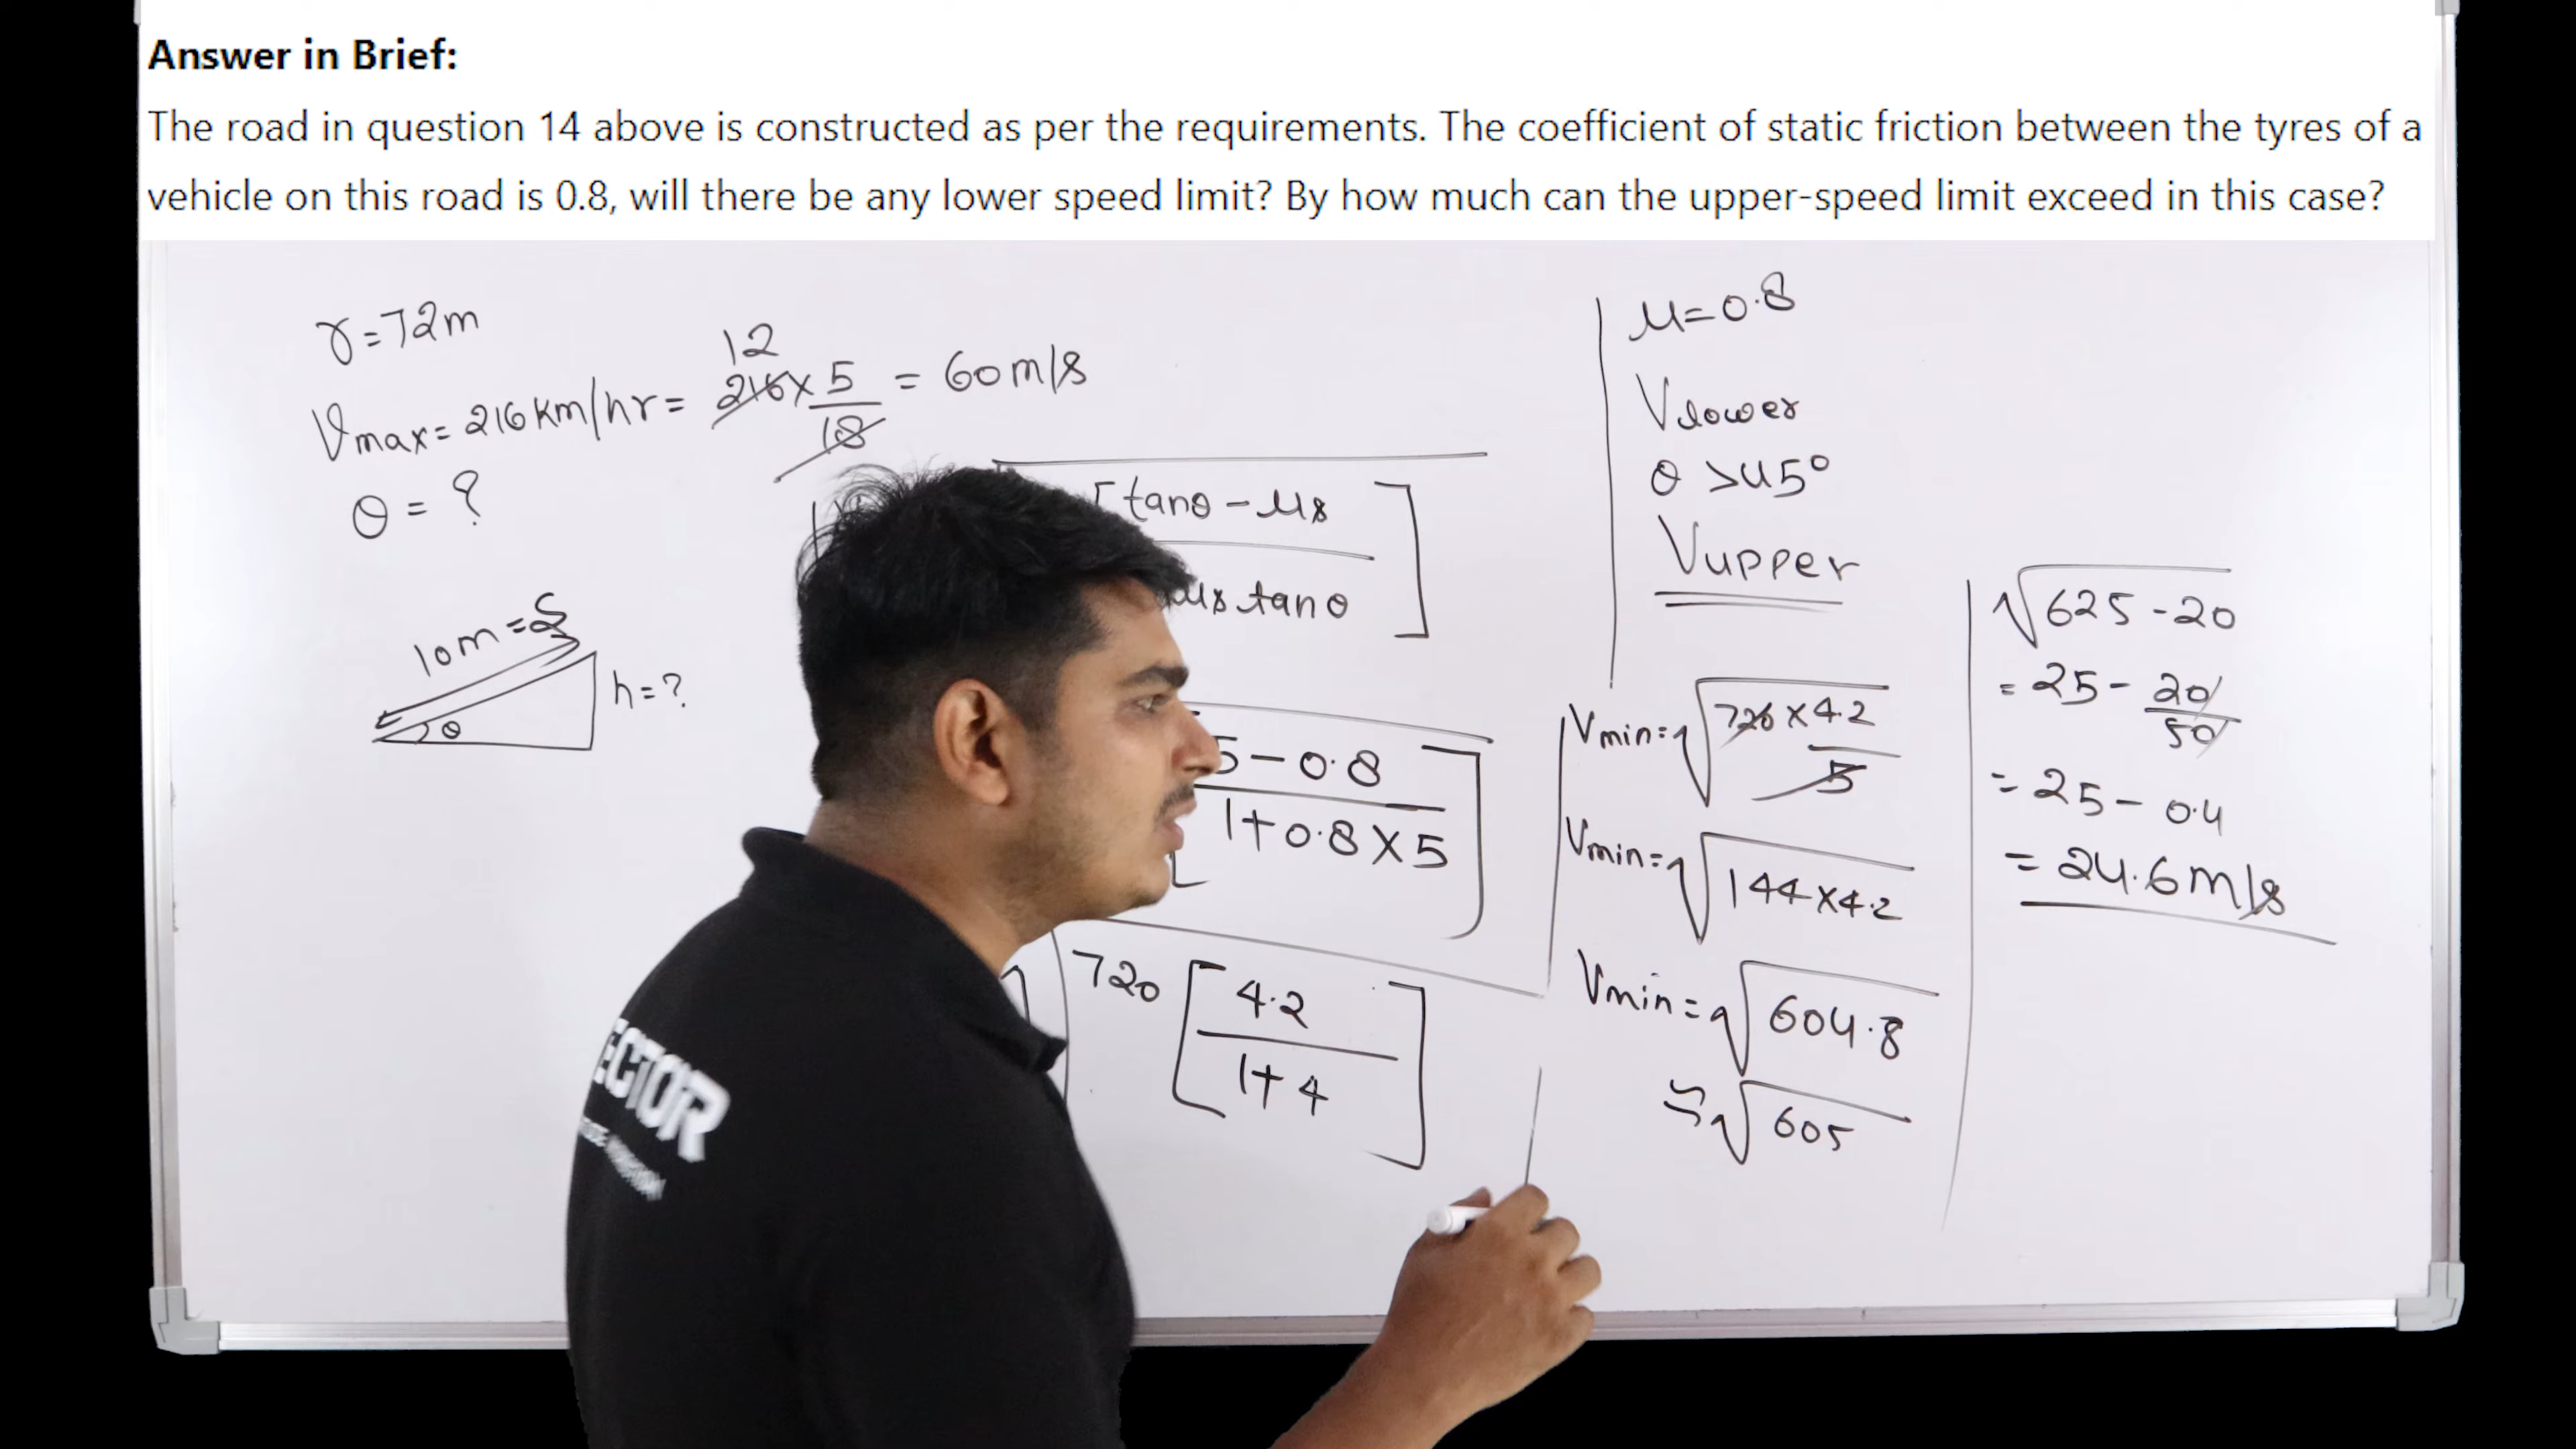 Answer in Brief:
The road in question 14 above is constructed as per the requirements. The coefficient of static friction between the tyres of a
vehicle on this road is 0.8, will there be any lower speed limit? By how much can the upper-speed limit exceed in this case?
r = 72m
Vmax = 216 km/hr = 216 × 5 / 18 = 60 m/s
12
θ = ?
10m = S
h = ?
θ
tanθ - μs
μs tanθ
5 - 0.8
1 + 0.8 × 5
720 [ 4.2
1 + 4 ]
μ = 0.8
Vlower
θ > 45°
Vupper
Vmin = √ 720 × 4.2 / 5
Vmin = √ 144 × 4.2
Vmin = √ 604.8
≈ √ 605
√ 625 - 20
= 25 - 20 / 50
= 25 - 0.4
= 24.6 m/s
ECTOR